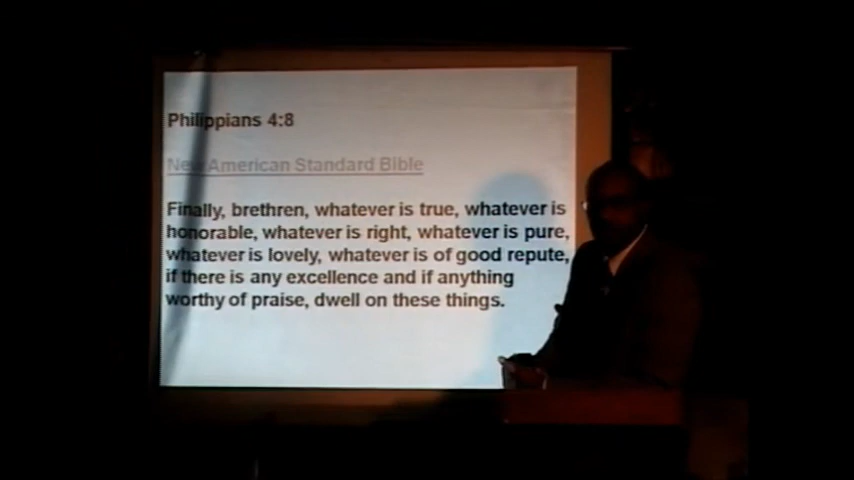 Philippians 4:8
New American Standard Bible
Finally, brethren, whatever is true, whatever is
honorable, whatever is right, whatever is pure,
whatever is lovely, whatever is of good repute,
if there is any excellence and if anything
worthy of praise, dwell on these things.